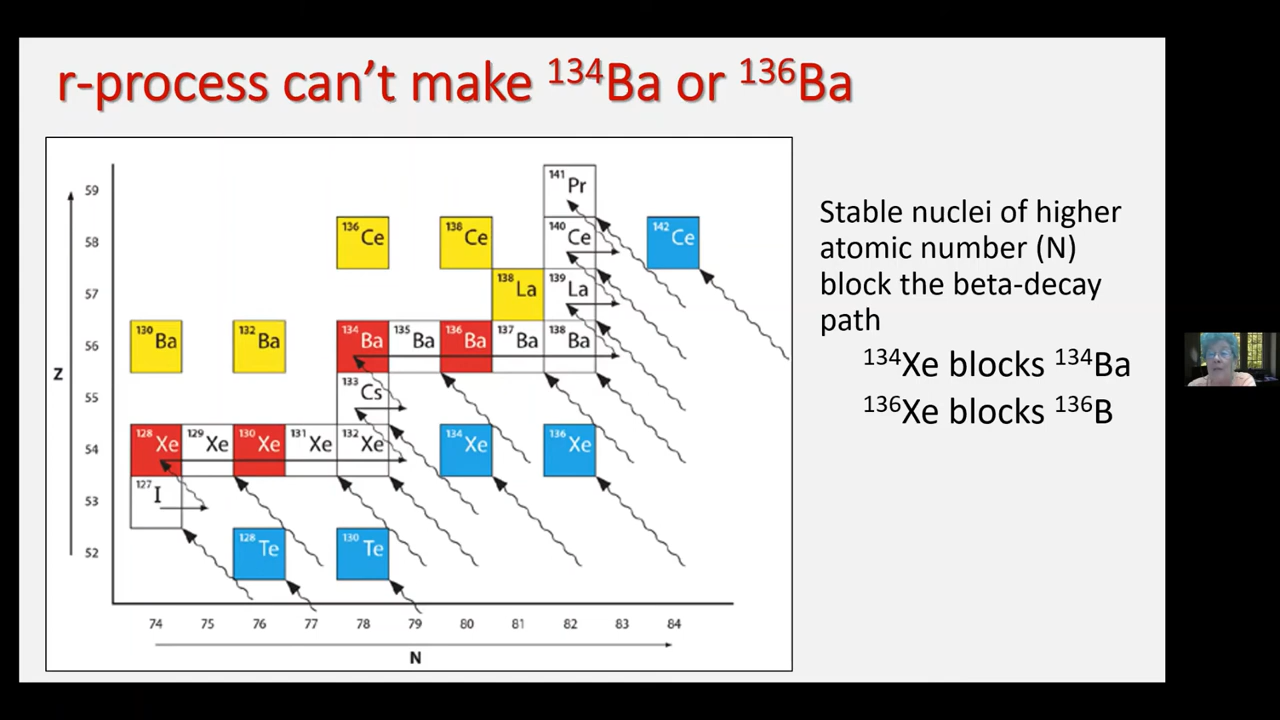 r-process can't make ¹³⁴Ba or ¹³⁶Ba
59
58
57
56
55
54
53
52
Z
141 Pr
136 Ce
138 Ce
140 Ce
142 Ce
138 La
139 La
130 Ba
132 Ba
134 Ba
135 Ba
136 Ba
137 Ba
138 Ba
133 Cs
128 Xe
129 Xe
130 Xe
131 Xe
132 Xe
134 Xe
136 Xe
127 I
128 Te
130 Te
74 75 76 77 78 79 80 81 82 83 84
N
Stable nuclei of higher
atomic number (N)
block the beta-decay
path
¹³⁴Xe blocks ¹³⁴Ba
¹³⁶Xe blocks ¹³⁶B